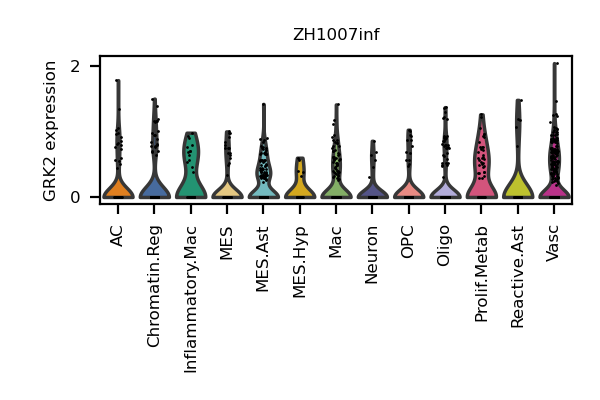 ZH1007inf
GRK2 expression
2
0
AC
Chromatin.Reg
Inflammatory.Mac
MES
MES.Ast
MES.Hyp
Mac
Neuron
OPC
Oligo
Prolif.Metab
Reactive.Ast
Vasc